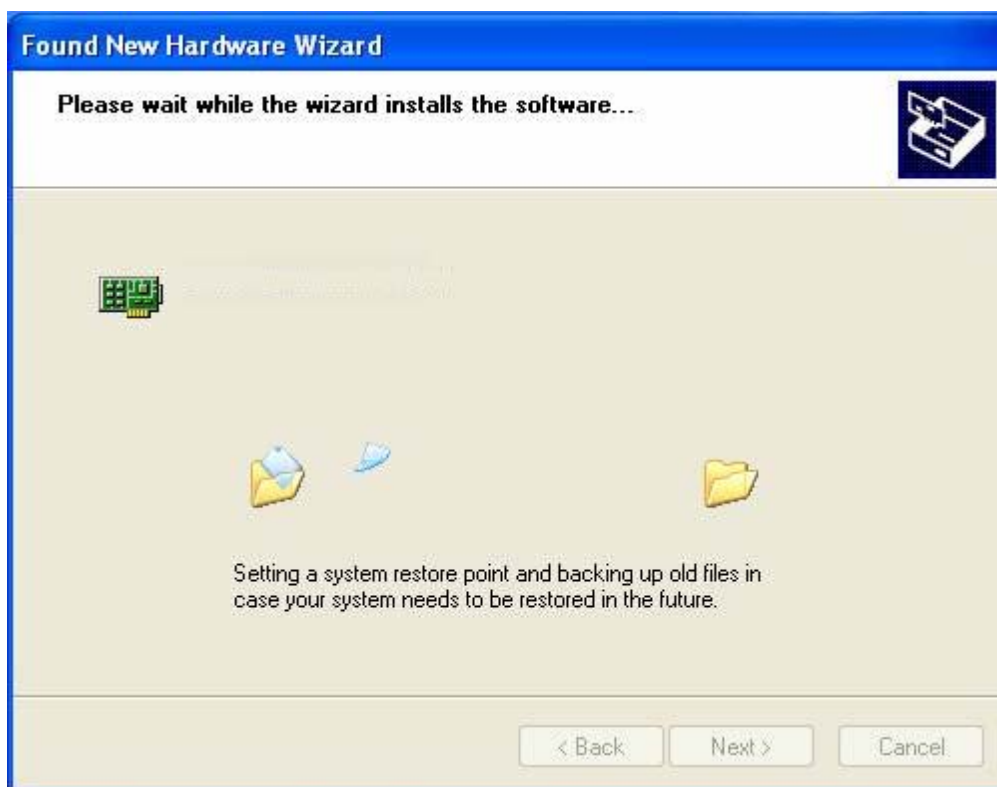 Found New Hardware Wizard
Please wait while the wizard installs the software...
Setting a system restore point and backing up old files in
case your system needs to be restored in the future.
< Back
Next >
Cancel